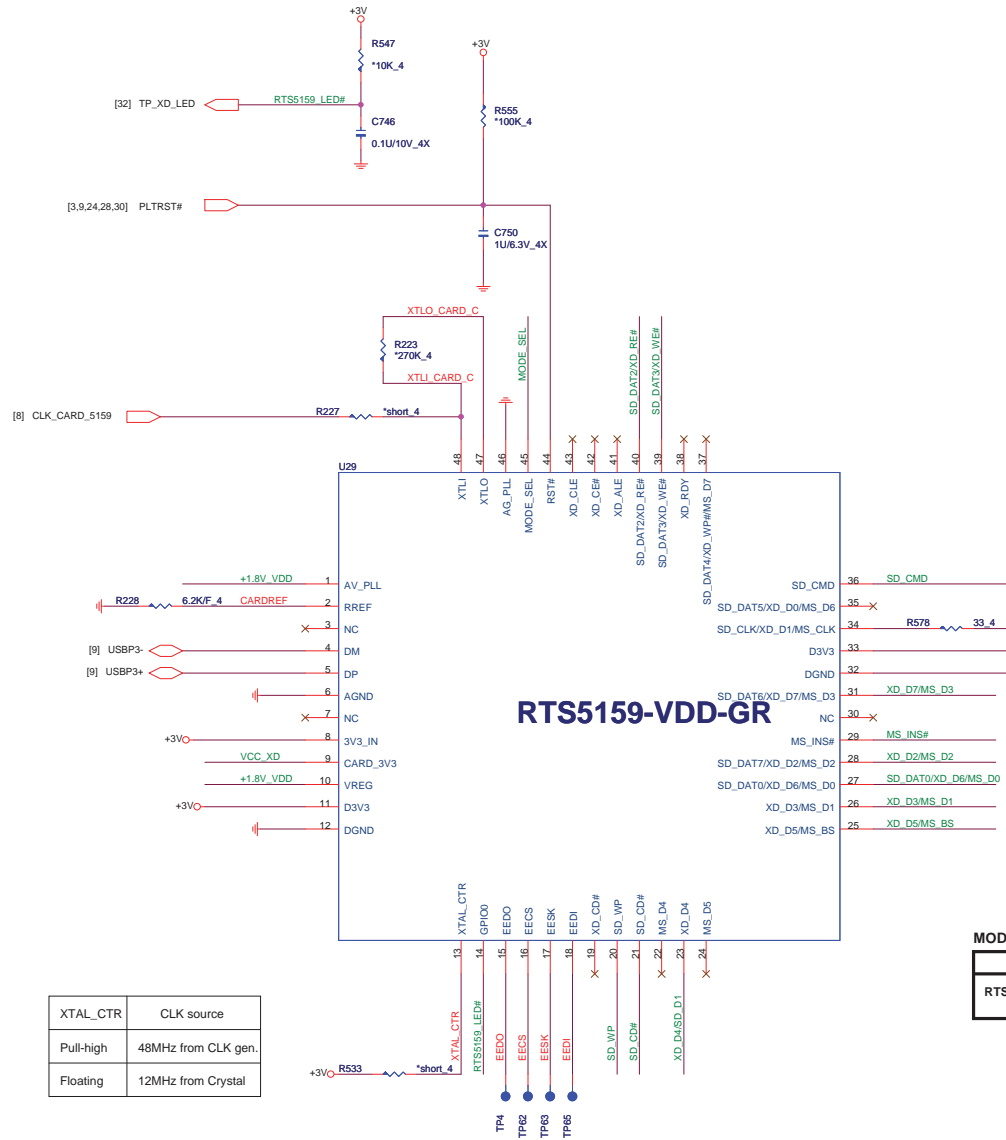 +3V
R547
*10K_4
+3V
[32] TP_XD_LED
RTS5159_LED#
R555
*100K_4
C746
0.1U/10V_4X
[3,9,24,28,30] PLTRST#
C750
1U/6.3V_4X
XTLO_CARD_C
R223
*270K_4
XTLI_CARD_C
MODE_SEL
SD_DAT2/XD_RE#
SD_DAT3/XD_WE#
[8] CLK_CARD_5159
R227
*short_4
U29
48
47
46
45
44
43
42
41
40
39
38
37
XTLI
XTLO
AG_PLL
MODE_SEL
RST#
XD_CLE
XD_CE#
XD_ALE
SD_DAT2/XD_RE#
SD_DAT3/XD_WE#
XD_RDY
SD_DAT4/XD_WP#/MS_D7
+1.8V_VDD 1 AV_PLL
R228 6.2K/F_4 CARDREF 2 RREF
3 NC
[9] USBP3- 4 DM
[9] USBP3+ 5 DP
6 AGND
7 NC
+3V 8 3V3_IN
VCC_XD 9 CARD_3V3
+1.8V_VDD 10 VREG
+3V 11 D3V3
12 DGND
RTS5159-VDD-GR
SD_CMD 36 SD_CMD
SD_DAT5/XD_D0/MS_D6 35
SD_CLK/XD_D1/MS_CLK 34 R578 33_4
D3V3 33
DGND 32
SD_DAT6/XD_D7/MS_D3 31 XD_D7/MS_D3
NC 30
MS_INS# 29 MS_INS#
SD_DAT7/XD_D2/MS_D2 28 XD_D2/MS_D2
SD_DAT0/XD_D6/MS_D0 27 SD_DAT0/XD_D6/MS_D0
XD_D3/MS_D1 26 XD_D3/MS_D1
XD_D5/MS_BS 25 XD_D5/MS_BS
XTAL_CTR
GPIO0
EEDO
EECS
EESK
EEDI
XD_CD#
SD_WP
SD_CD#
MS_D4
XD_D4
MS_D5
13
14
15
16
17
18
19
20
21
22
23
24
XTAL_CTR
RTS5159_LED#
EEDO
EECS
EESK
EEDI
SD_WP
SD_CD#
XD_D4/SD_D1
+3V R533 *short_4
TP4
TP62
TP63
TP65
XTAL_CTR CLK source
Pull-high 48MHz from CLK gen.
Floating 12MHz from Crystal
MOD
RTS